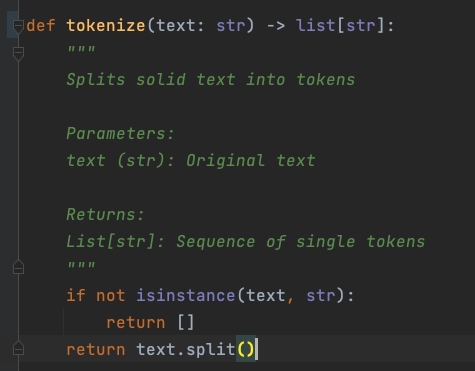 def tokenize(text: str) -> list[str]:
    """
    Splits solid text into tokens

    Parameters:
    text (str): Original text

    Returns:
    List[str]: Sequence of single tokens
    """
    if not isinstance(text, str):
        return []
    return text.split()